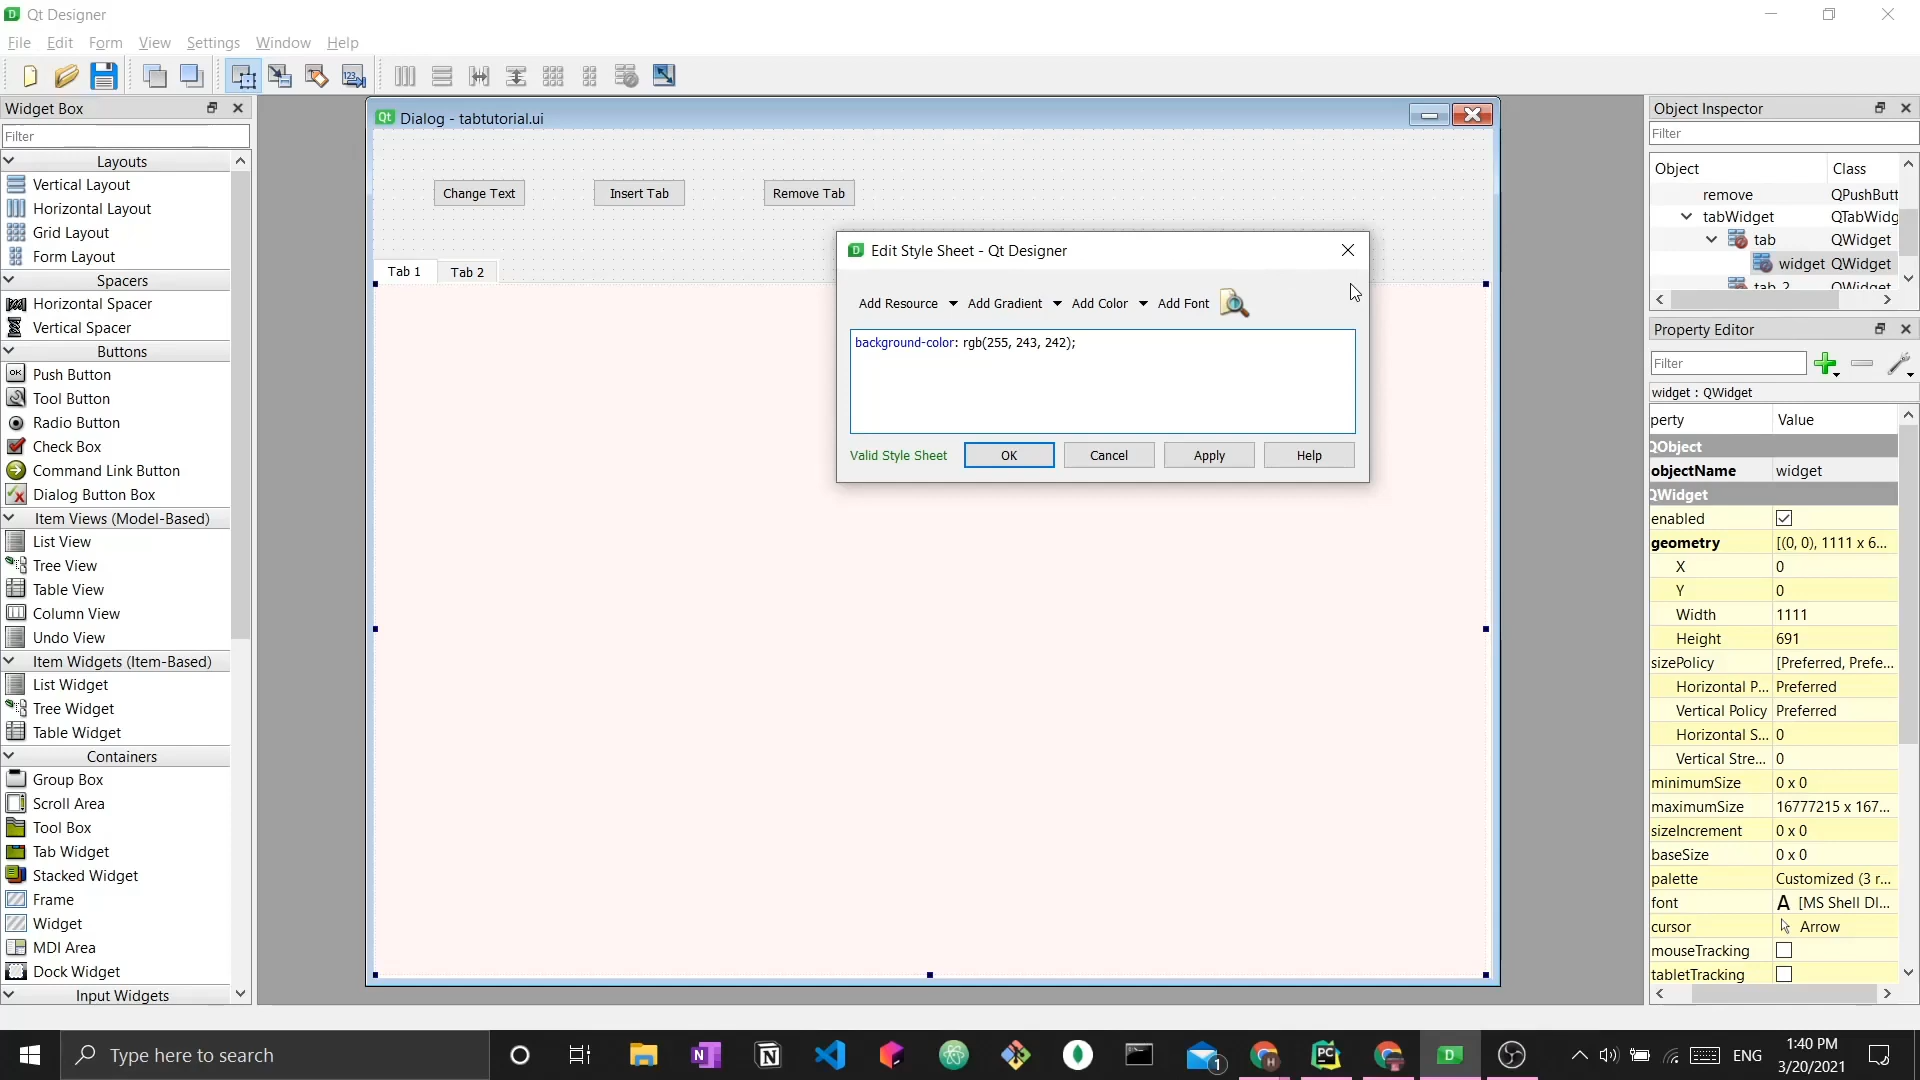 Qt Designer
File Edit Form View Settings Window Help
Widget Box
Filter
Layouts
Vertical Layout
Horizontal Layout
Grid Layout
Form Layout
Spacers
Horizontal Spacer
Vertical Spacer
Buttons
Push Button
Tool Button
Radio Button
Check Box
Command Link Button
Dialog Button Box
Item Views (Model-Based)
List View
Tree View
Table View
Column View
Undo View
Item Widgets (Item-Based)
List Widget
Tree Widget
Table Widget
Containers
Group Box
Scroll Area
Tool Box
Tab Widget
Stacked Widget
Frame
Widget
MDI Area
Dock Widget
Input Widgets
Dialog - tabtutorial.ui
Change Text Insert Tab Remove Tab
Tab 1 Tab 2
Edit Style Sheet - Qt Designer
Add Resource Add Gradient Add Color Add Font
background-color: rgb(255, 243, 242);
Valid Style Sheet OK Cancel Apply Help
Object Inspector
Filter
Object Class
remove QPushButt
tabWidget QTabWidg
tab QWidget
widget QWidget
tab_2 QWidget
Property Editor
Filter
widget : QWidget
perty Value
QObject
objectName widget
QWidget
enabled
geometry [(0, 0), 1111 x 6...
X 0
Y 0
Width 1111
Height 691
sizePolicy [Preferred, Prefe...
Horizontal P... Preferred
Vertical Policy Preferred
Horizontal S... 0
Vertical Stre... 0
minimumSize 0 x 0
maximumSize 16777215 x 167...
sizeIncrement 0 x 0
baseSize 0 x 0
palette Customized (3 r...
font A [MS Shell Dl...
cursor Arrow
mouseTracking
tabletTracking
Type here to search
ENG
1:40 PM
3/20/2021